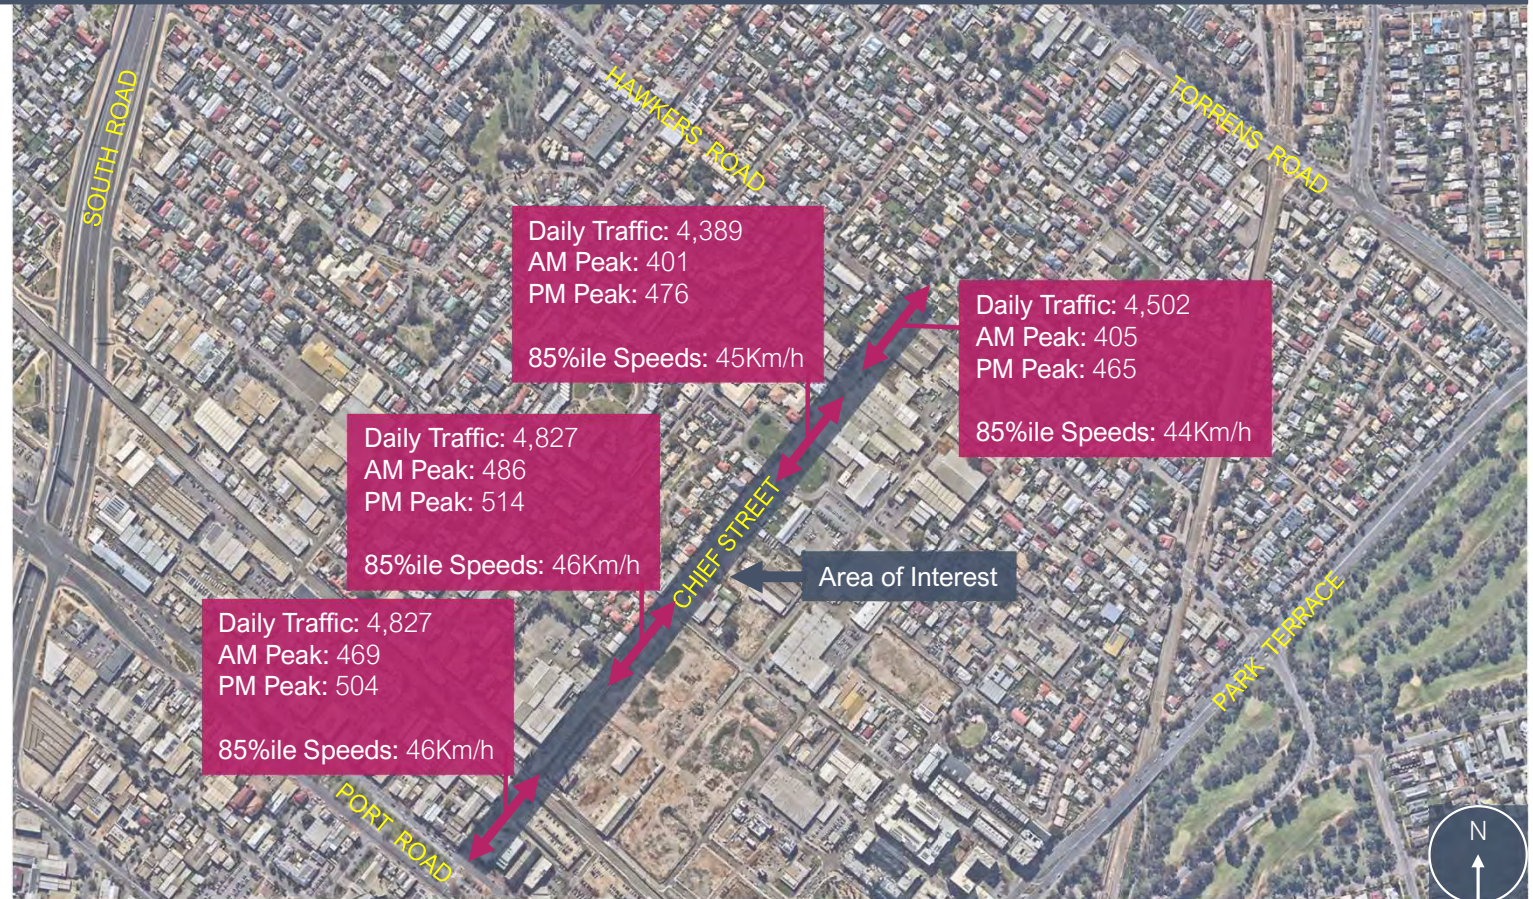 SOUTH ROAD
HAWKERS ROAD
TORRENS ROAD
Daily Traffic: 4,389
AM Peak: 401
PM Peak: 476
85%ile Speeds: 45Km/h
Daily Traffic: 4,502
AM Peak: 405
PM Peak: 465
85%ile Speeds: 44Km/h
Daily Traffic: 4,827
AM Peak: 486
PM Peak: 514
85%ile Speeds: 46Km/h
CHIEF STREET
Area of Interest
Daily Traffic: 4,827
AM Peak: 469
PM Peak: 504
85%ile Speeds: 46Km/h
PARK TERRACE
PORT ROAD
N